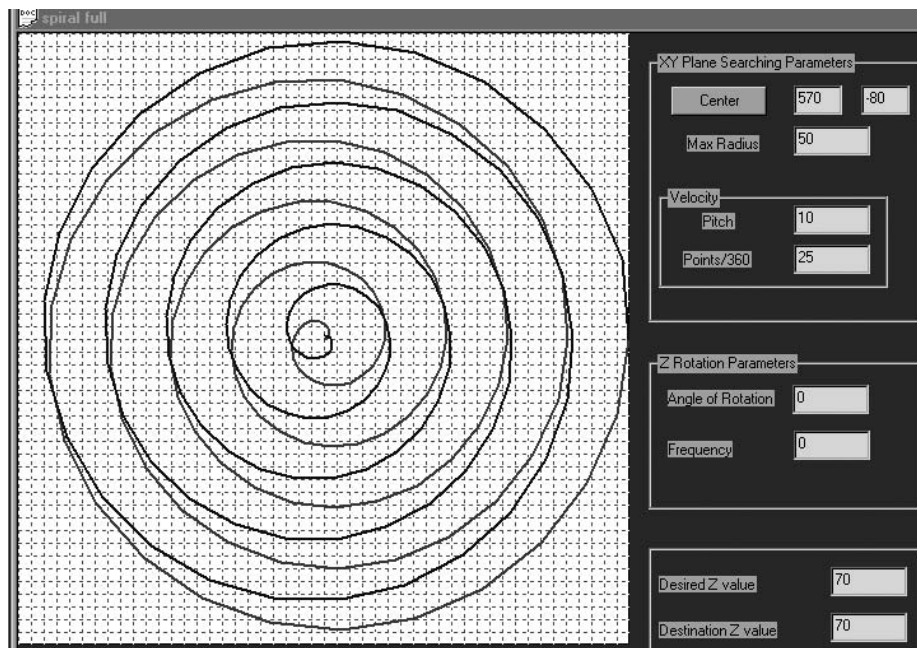 DOC spiral full
XY Plane Searching Parameters
Center 570 -80
Max Radius 50
Velocity
Pitch 10
Points/360 25
Z Rotation Parameters
Angle of Rotation 0
Frequency 0
Desired Z value 70
Destination Z value 70